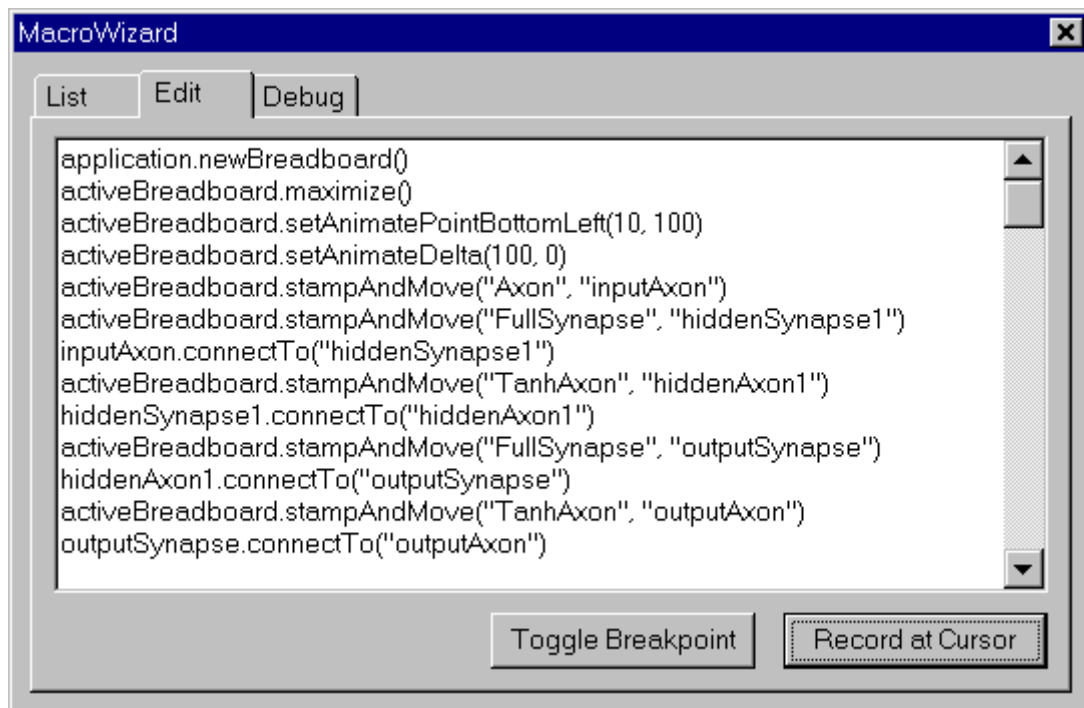 MacroWizard
List Edit Debug
application.newBreadboard()
activeBreadboard.maximize()
activeBreadboard.setAnimatePointBottomLeft(10, 100)
activeBreadboard.setAnimateDelta(100, 0)
activeBreadboard.stampAndMove("Axon", "inputAxon")
activeBreadboard.stampAndMove("FullSynapse", "hiddenSynapse1")
inputAxon.connectTo("hiddenSynapse1")
activeBreadboard.stampAndMove("TanhAxon", "hiddenAxon1")
hiddenSynapse1.connectTo("hiddenAxon1")
activeBreadboard.stampAndMove("FullSynapse", "outputSynapse")
hiddenAxon1.connectTo("outputSynapse")
activeBreadboard.stampAndMove("TanhAxon", "outputAxon")
outputSynapse.connectTo("outputAxon")
Toggle Breakpoint Record at Cursor